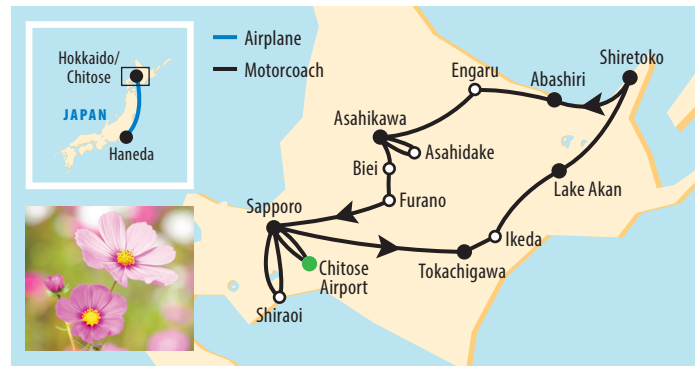 Hokkaido/
Chitose
JAPAN
Haneda
Airplane
Motorcoach
Shiretoko
Engaru
Abashiri
Asahikawa
Asahidake
Biei
Lake Akan
Furano
Sapporo
Ikeda
Chitose
Airport
Tokachigawa
Shiraoi